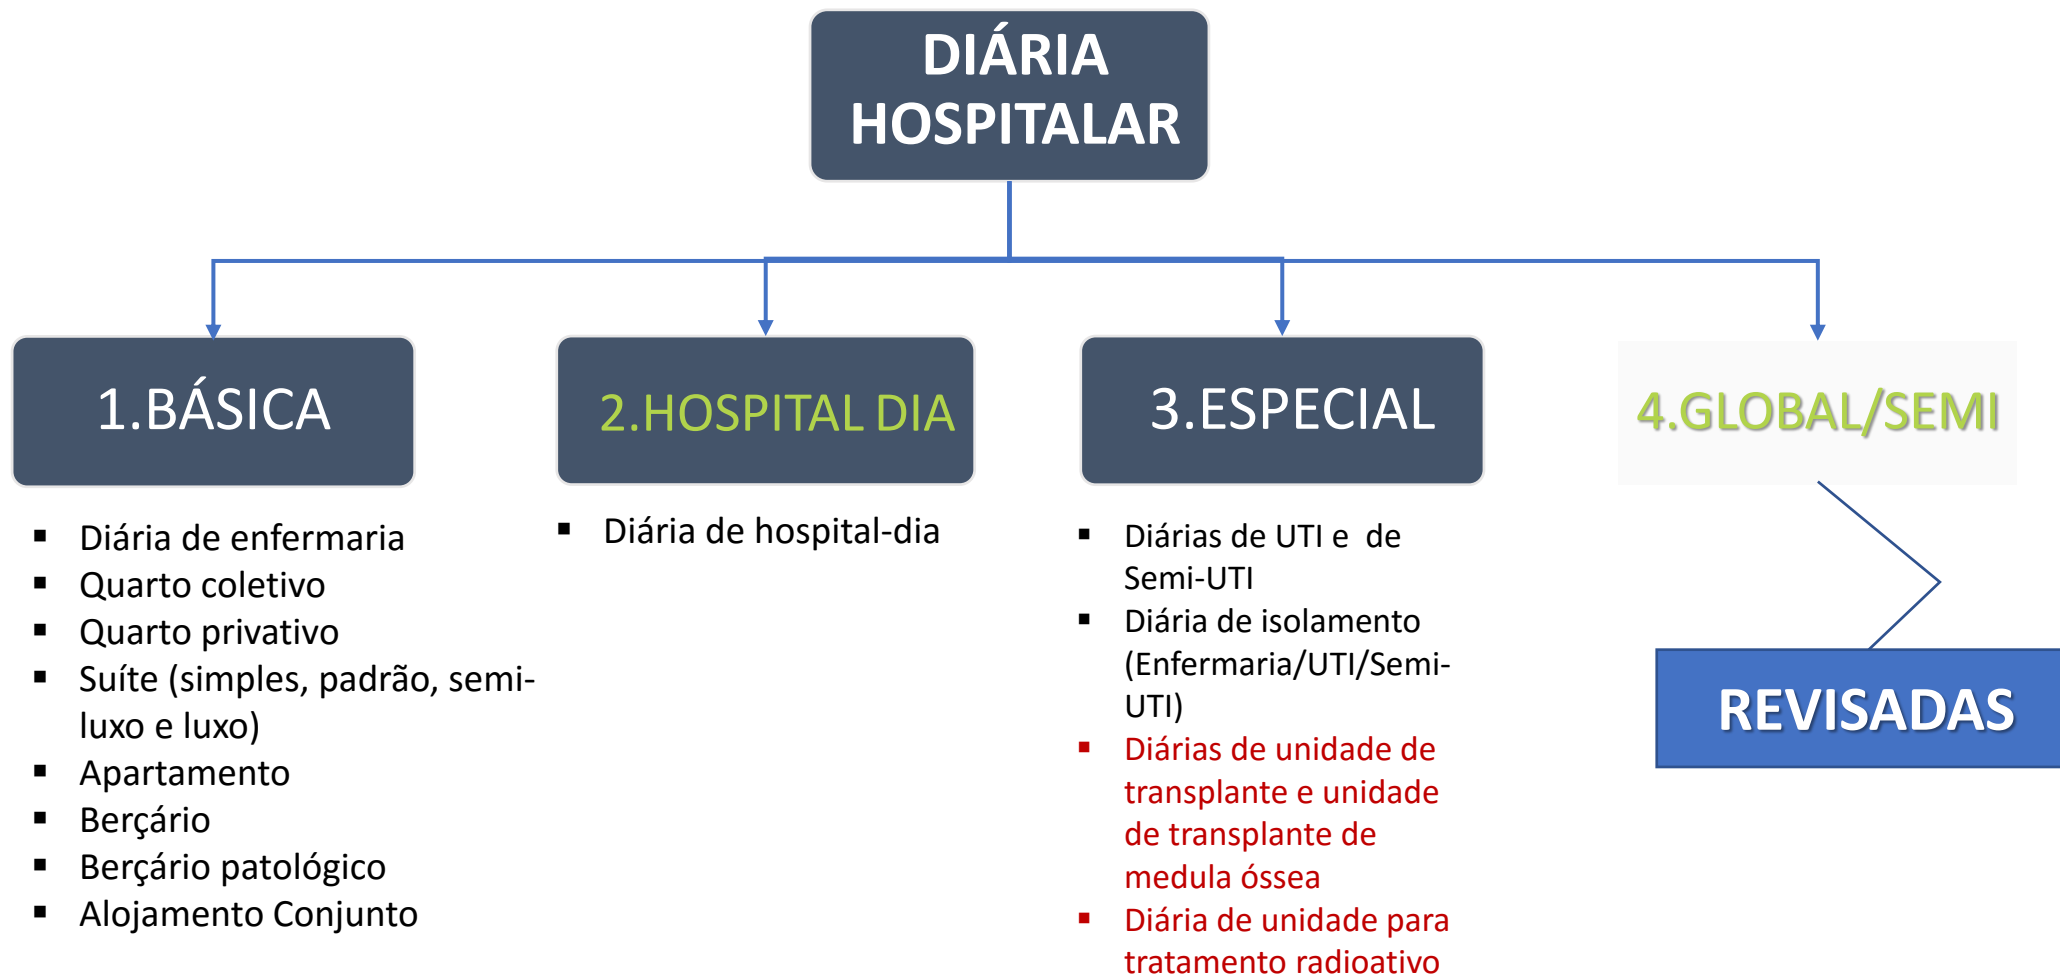 DIÁRIA
HOSPITALAR
1.BÁSICA
▪ Diária de enfermaria
▪ Quarto coletivo
▪ Quarto privativo
▪ Suíte (simples, padrão, semi-
luxo e luxo)
▪ Apartamento
▪ Berçário
▪ Berçário patológico
▪ Alojamento Conjunto
2.HOSPITAL DIA
▪ Diária de hospital-dia
3.ESPECIAL
▪ Diárias de UTI e de
Semi-UTI
▪ Diária de isolamento
(Enfermaria/UTI/Semi-
UTI)
▪ Diárias de unidade de
transplante e unidade
de transplante de
medula óssea
▪ Diária de unidade para
tratamento radioativo
4.GLOBAL/SEMI
REVISADAS